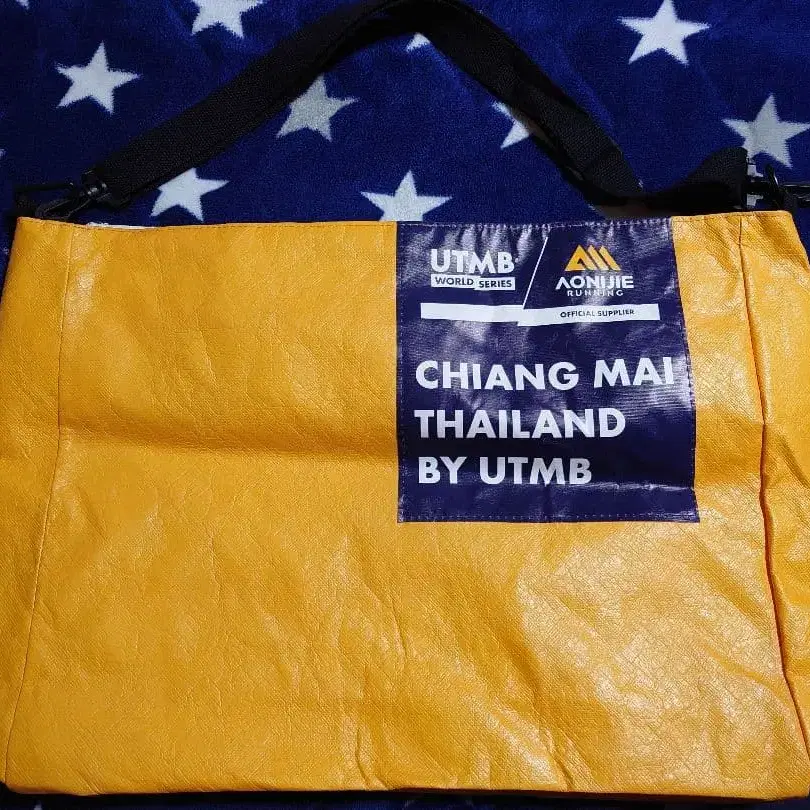 UTMB
WORLD SERIES
AONIJIE
RUNNING
OFFICIAL SUPPLIER
CHIANG MAI
THAILAND
BY UTMB